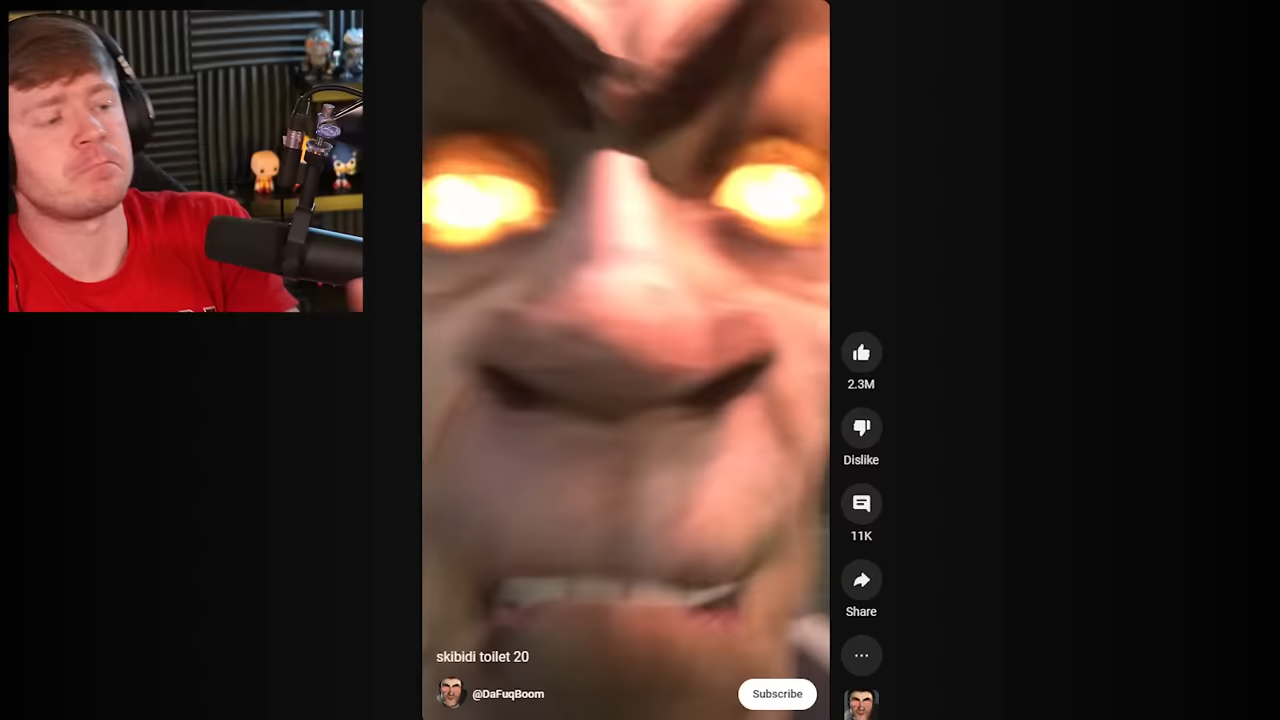 2.3M
Dislike
11K
Share
skibidi toilet 20
@DaFuqBoom
Subscribe